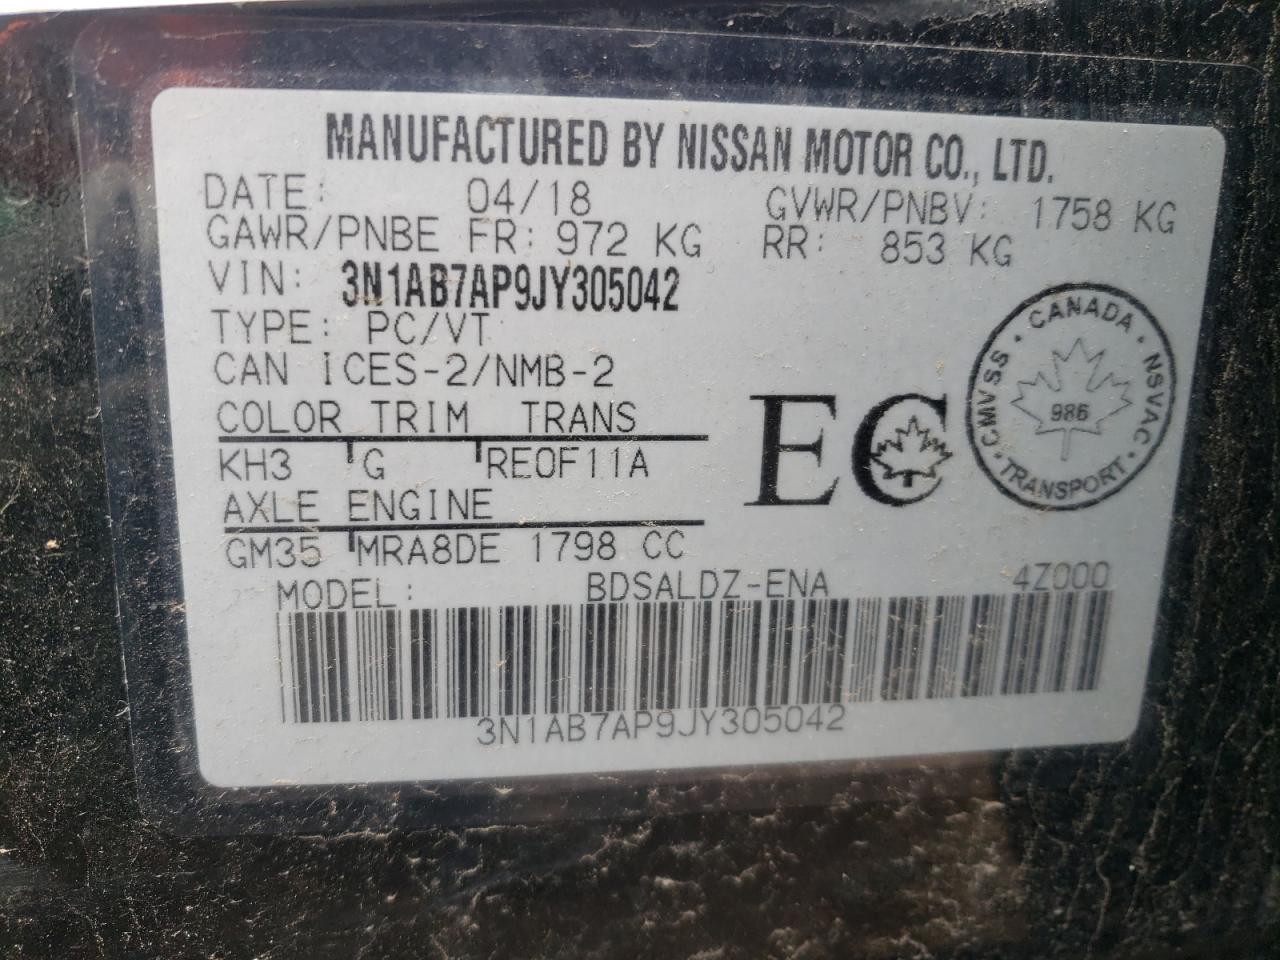 MANUFACTURED BY NISSAN MOTOR CO., LTD.
DATE: 04/18 GVWR/PNBV: 1758 KG
GAWR/PNBE FR: 972 KG RR: 853 KG
VIN: 3N1AB7AP9JY305042
TYPE: PC/VT
CAN ICES-2/NMB-2
COLOR TRIM TRANS
KH3 G RE0F11A
AXLE ENGINE
GM35 MRA8DE 1798 CC
EC
CANADA · NSVAC · TRANSPORT · CMVSS ·
986
MODEL: BDSALDZ-ENA 4Z000
3N1AB7AP9JY305042